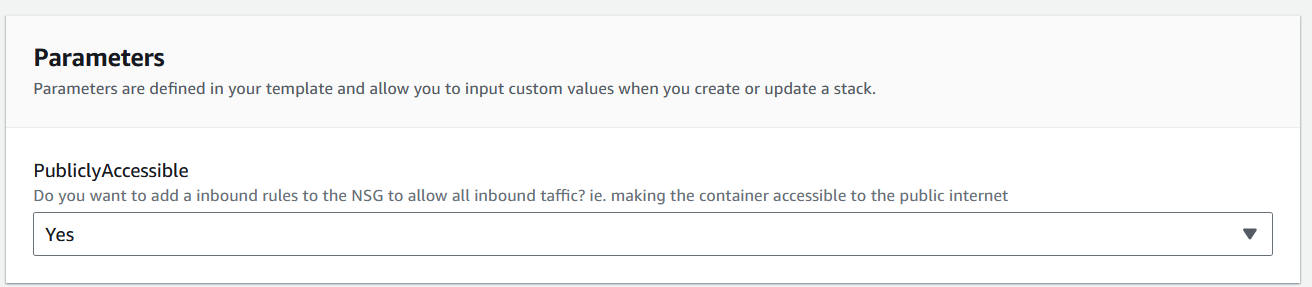 Parameters
Parameters are defined in your template and allow you to input custom values when you create or update a stack.
PubliclyAccessible
Do you want to add a inbound rules to the NSG to allow all inbound taffic? ie. making the container accessible to the public internet
Yes